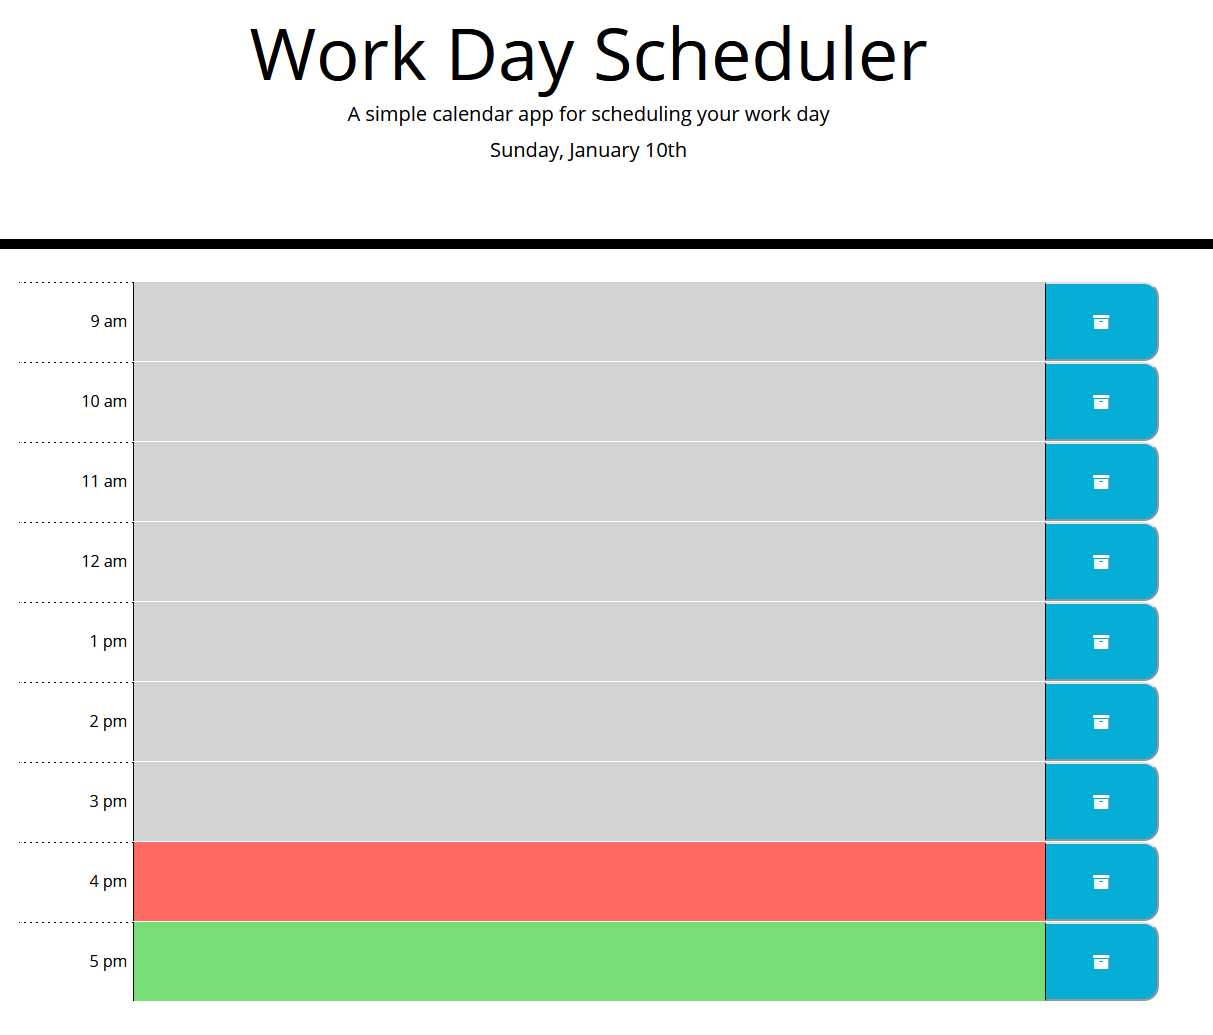 Work Day Scheduler
A simple calendar app for scheduling your work day
Sunday, January 10th
9 am
10 am
11 am
12 am
1 pm
2 pm
3 pm
4 pm
5 pm